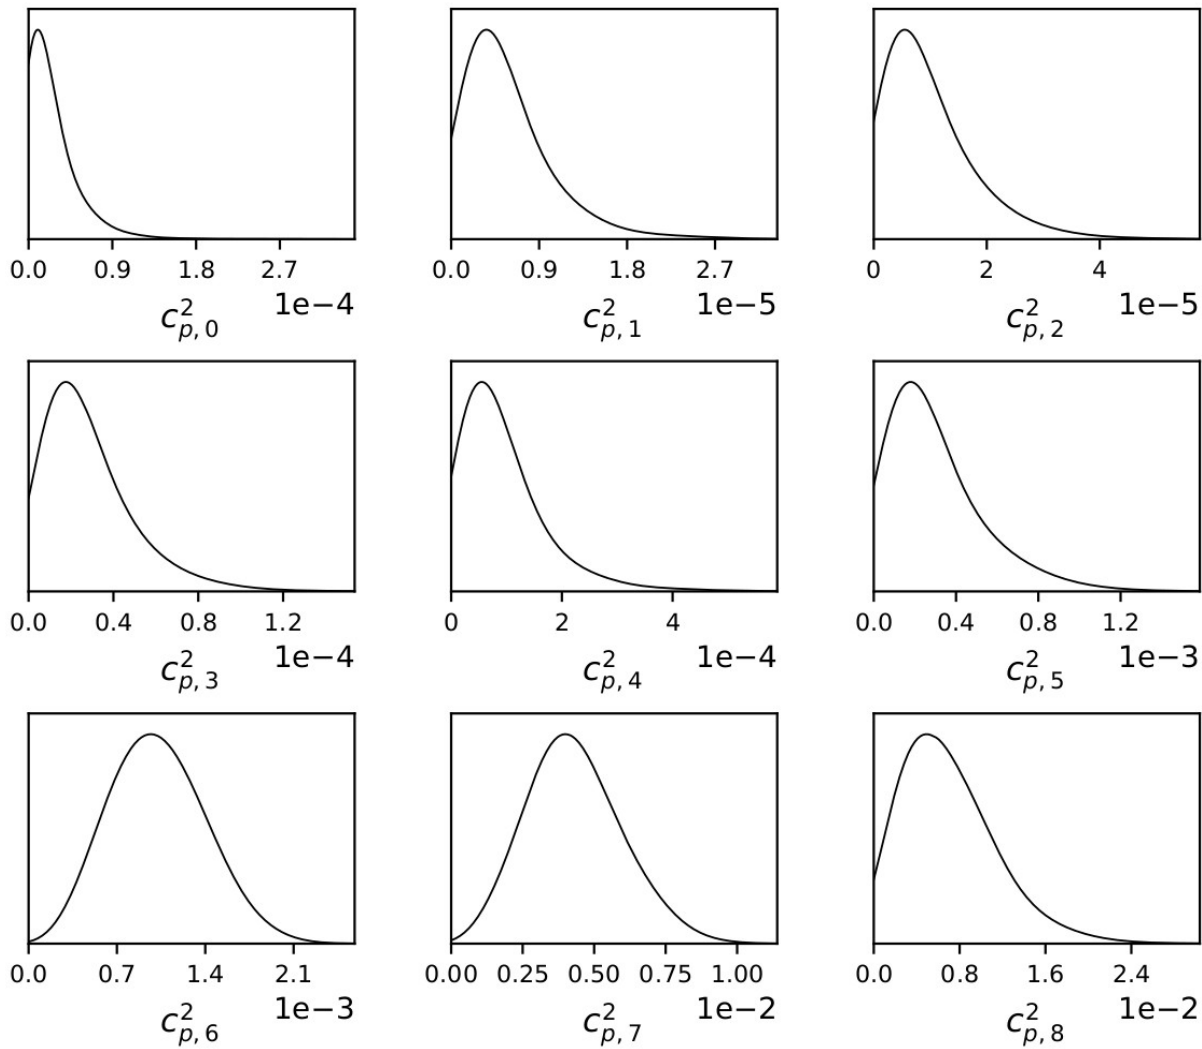 0.0 0.9 1.8 2.7
1e−4
c²ₚ,₀
0.0 0.9 1.8 2.7
1e−5
c²ₚ,₁
0 2 4
1e−5
c²ₚ,₂
0.0 0.4 0.8 1.2
1e−4
c²ₚ,₃
0 2 4
1e−4
c²ₚ,₄
0.0 0.4 0.8 1.2
1e−3
c²ₚ,₅
0.0 0.7 1.4 2.1
1e−3
c²ₚ,₆
0.00 0.25 0.50 0.75 1.00
1e−2
c²ₚ,₇
0.0 0.8 1.6 2.4
1e−2
c²ₚ,₈